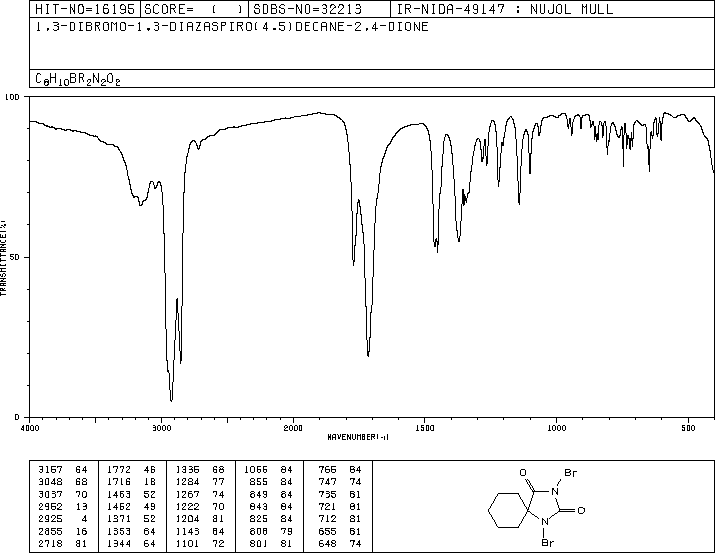 HIT-NO=16195 SCORE= ( ) SDBS-NO=32213 IR-NIDA-49147 : NUJOL MULL
1,3-DIBROMO-1,3-DIAZASPIRO(4.5)DECANE-2,4-DIONE
C8H10BR2N2O2
100
50
0
TRANSMITTANCE(%)
4000 3000 2000 1500 1000 500
WAVENUMBER(-1)
3157 64 1772 46 1336 68 1066 84 766 84
3048 68 1716 18 1284 77 855 84 747 74
3037 70 1463 52 1267 74 849 84 735 81
2952 13 1452 49 1222 70 843 84 721 81
2925 4 1371 52 1204 81 825 84 712 81
2855 16 1353 64 1143 64 808 79 655 81
2718 81 1344 64 1101 72 801 81 648 74
O
Br
N
O
N
Br